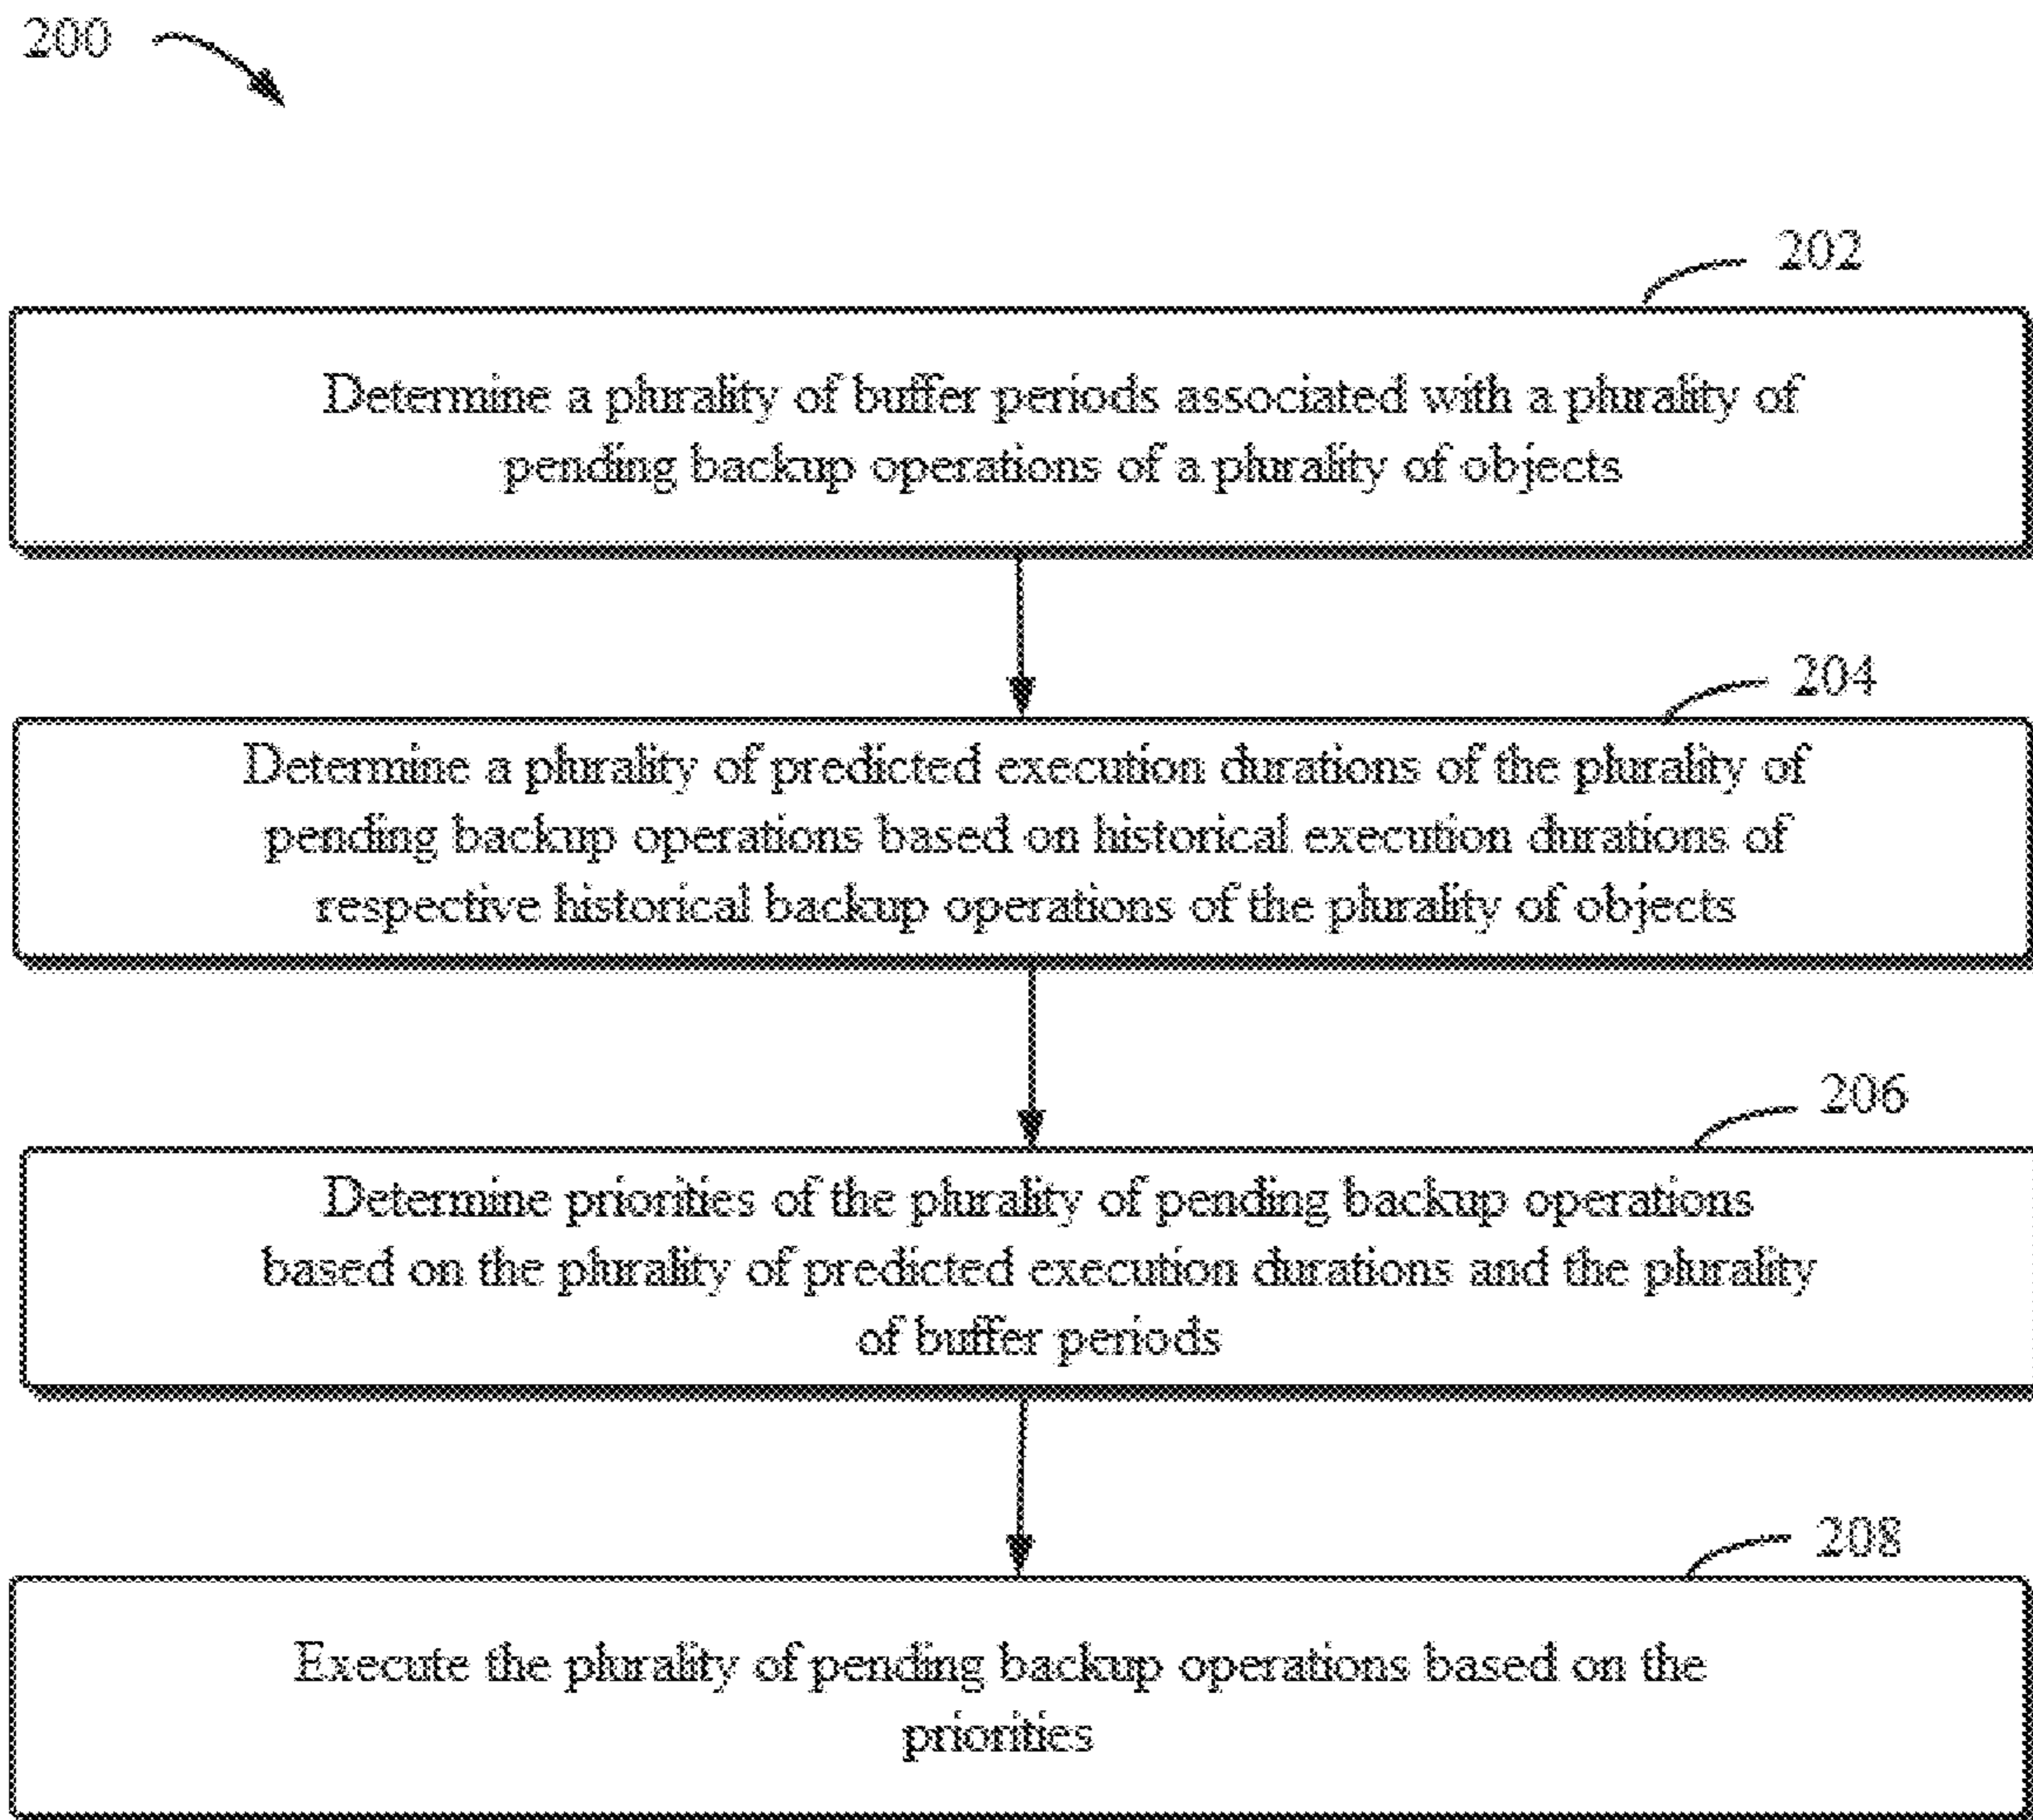 200
202
Determine a plurality of buffer periods associated with a plurality of
pending backup operations of a plurality of objects
204
Determine a plurality of predicted execution durations of the plurality of
pending backup operations based on historical execution durations of
respective historical backup operations of the plurality of objects
206
Determine priorities of the plurality of pending backup operations
based on the plurality of predicted execution durations and the plurality
of buffer periods
208
Execute the plurality of pending backup operations based on the
priorities